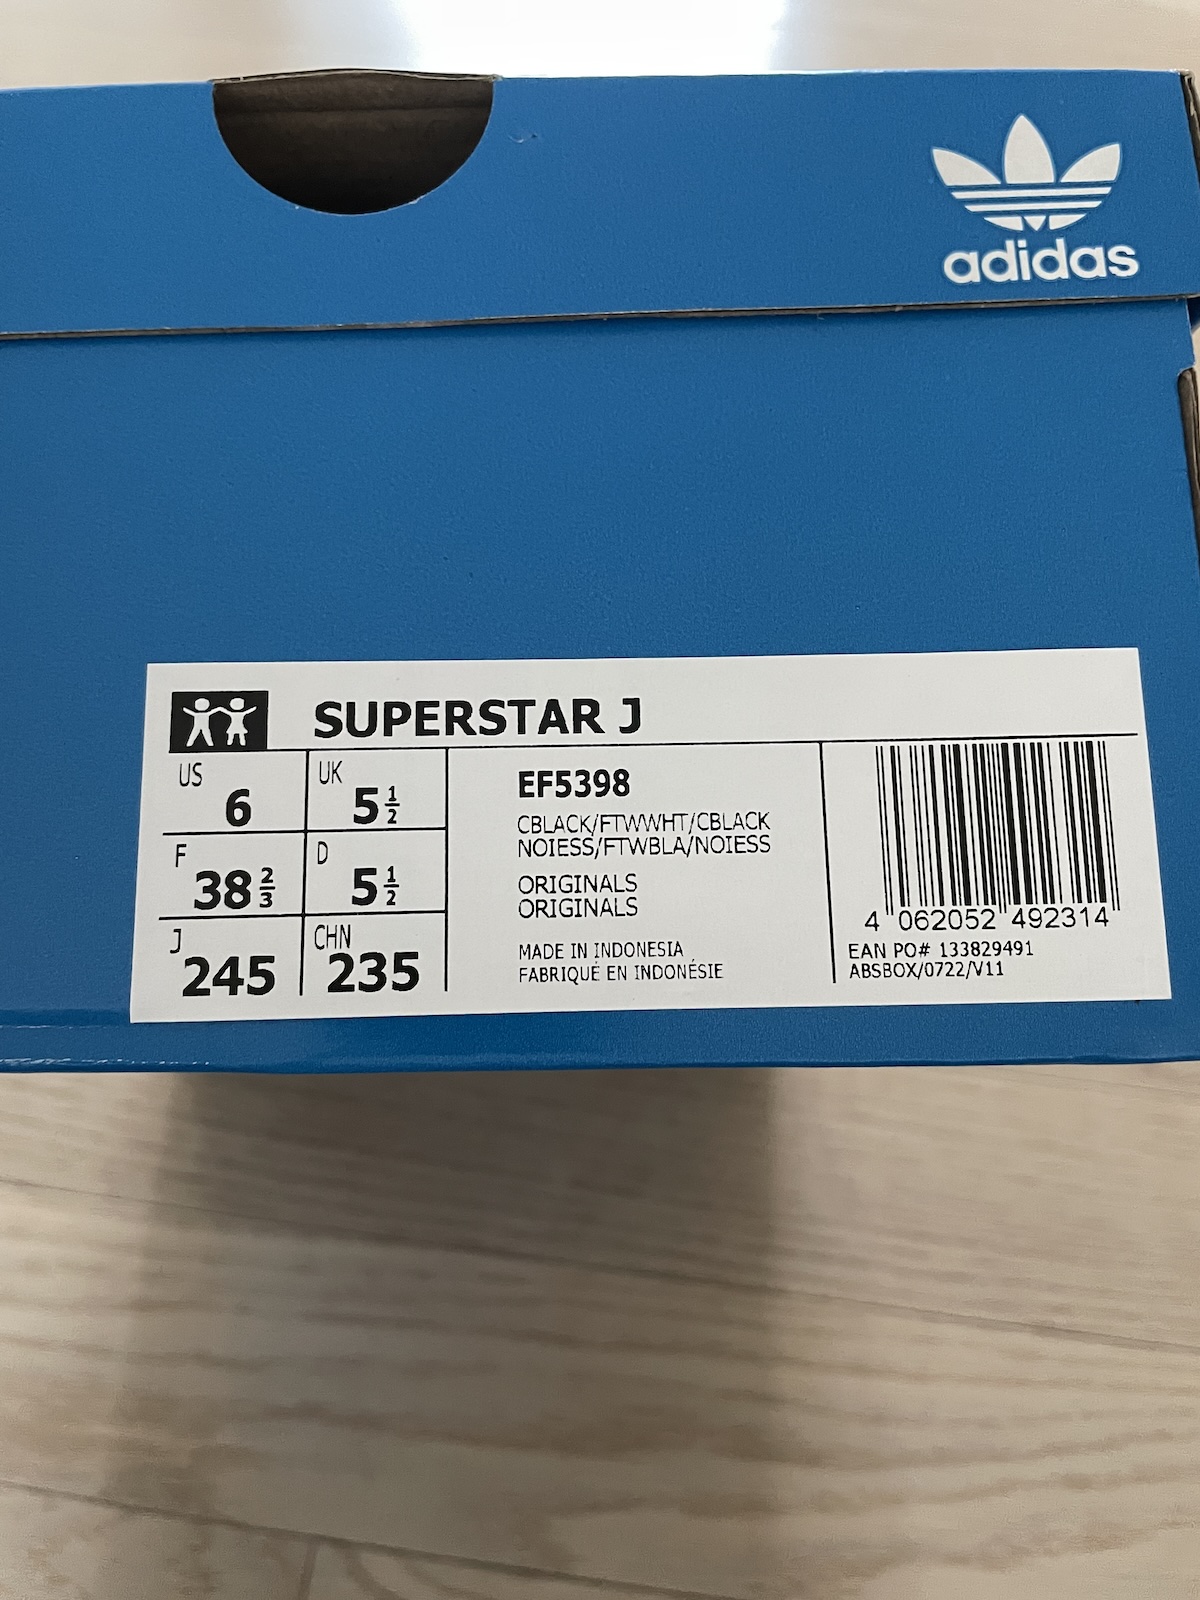 adidas
SUPERSTAR J
US
6
UK
5 1/2
F
38 2/3
D
5 1/2
J
245
CHN
235
EF5398
CBLACK/FTWWHT/CBLACK
NOIESS/FTWBLA/NOIESS
ORIGINALS
ORIGINALS
MADE IN INDONESIA
FABRIQUÉ EN INDONÉSIE
4 062052 492314
EAN PO# 133829491
ABSBOX/0722/V11